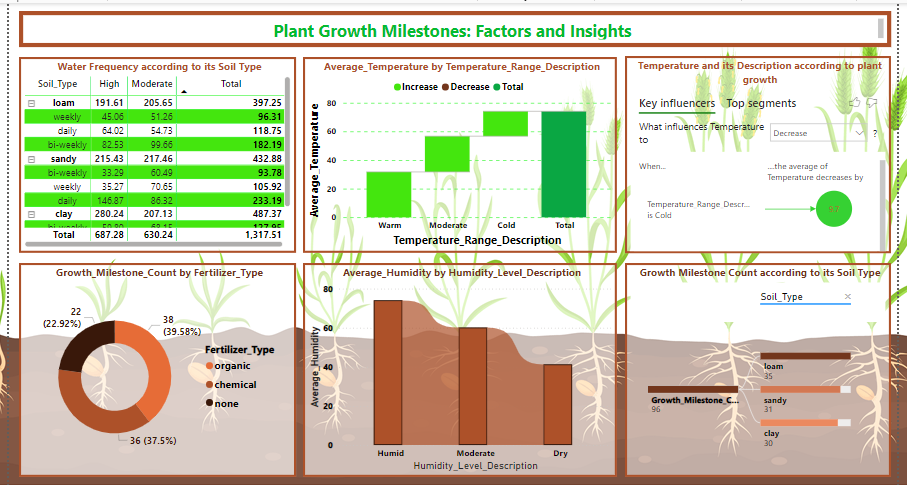 Plant Growth Milestones: Factors and Insights
Water Frequency according to its Soil Type
Soil_Type High Moderate Total
loam 191.61 205.65 397.25
weekly 45.06 51.26 96.31
daily 64.02 54.73 118.75
bi-weekly 82.53 99.66 182.19
sandy 215.43 217.46 432.88
bi-weekly 33.29 60.49 93.78
weekly 35.27 70.65 105.92
daily 146.87 86.32 233.19
clay 280.24 207.13 487.37
Total 687.28 630.24 1,317.51
Average_Temperature by Temperature_Range_Description
Increase Decrease Total
Average_Temperature
80
60
40
20
0
Warm Moderate Cold Total
Temperature_Range_Description
Temperature and its Description according to plant
growth
Key influencers Top segments
What influences Temperature
to
Decrease
?
When...
...the average of
Temperature decreases by
Temperature_Range_Descr...
is Cold
9.7
Growth_Milestone_Count by Fertilizer_Type
22
(22.92%)
38
(39.58%)
36 (37.5%)
Fertilizer_Type
organic
chemical
none
Average_Humidity by Humidity_Level_Description
Average_Humidity
80
60
40
20
0
Humid Moderate Dry
Humidity_Level_Description
Growth Milestone Count according to its Soil Type
Soil_Type
Growth_Milestone_C...
96
loam
35
sandy
31
clay
30